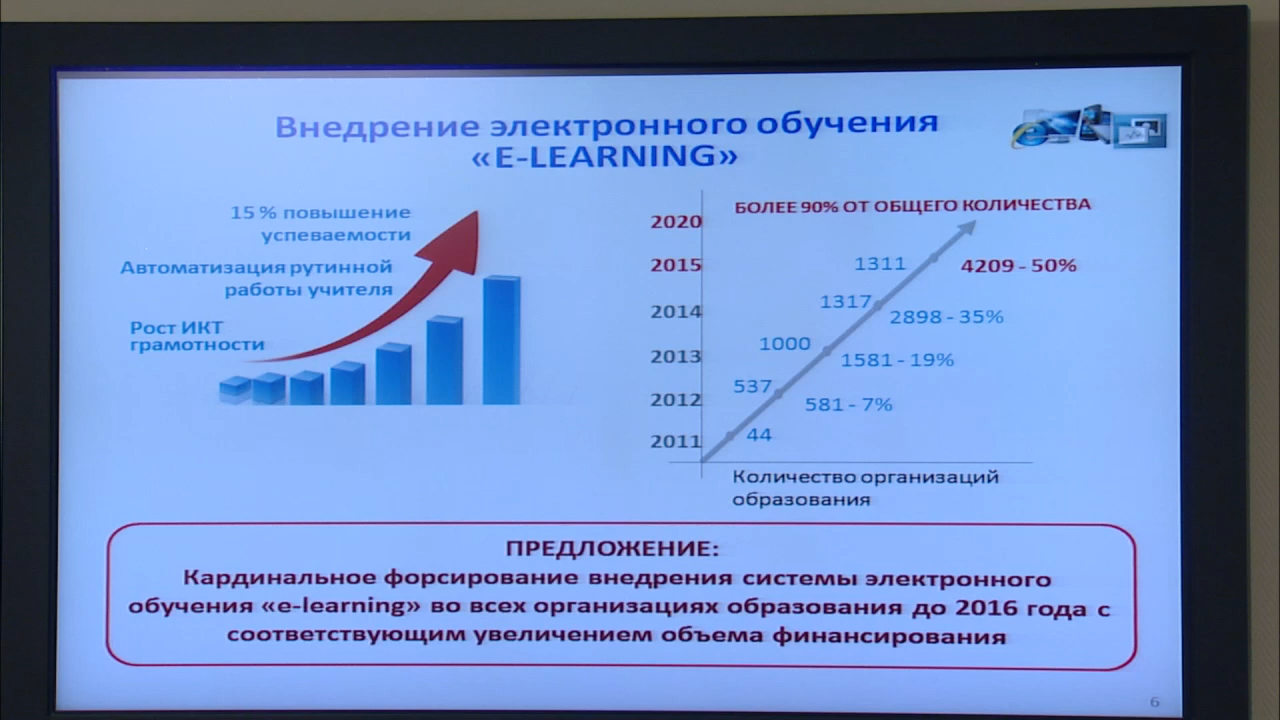 Внедрение электронного обучения
«E-LEARNING»
15 % повышение
успеваемости
Автоматизация рутинной
работы учителя
Рост ИКТ
грамотности
БОЛЕЕ 90% ОТ ОБЩЕГО КОЛИЧЕСТВА
2020
2015
1311
4209 - 50%
2014
1317
2898 - 35%
2013
1000
1581 - 19%
2012
537
581 - 7%
2011
44
Количество организаций
образования
ПРЕДЛОЖЕНИЕ:
Кардинальное форсирование внедрения системы электронного
обучения «e-learning» во всех организациях образования до 2016 года с
соответствующим увеличением объема финансирования
6